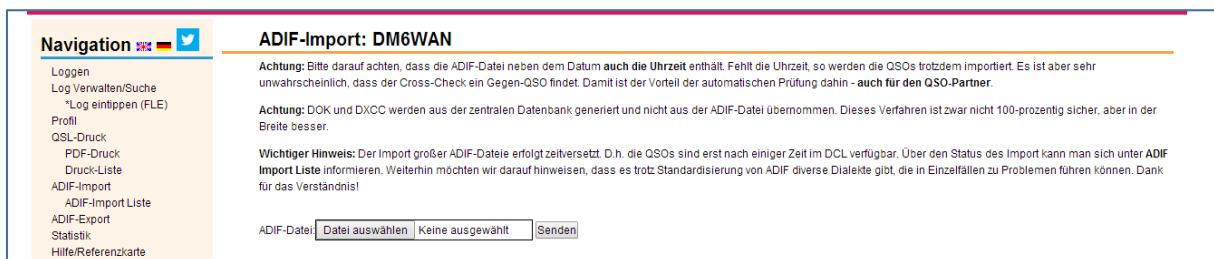 Navigation
Loggen
Log Verwalten/Suche
*Log eintippen (FLE)
Profil
QSL-Druck
PDF-Druck
Druck-Liste
ADIF-Import
ADIF-Import Liste
ADIF-Export
Statistik
Hilfe/Referenzkarte
ADIF-Import: DM6WAN
Achtung: Bitte darauf achten, dass die ADIF-Datei neben dem Datum auch die Uhrzeit enthält. Fehlt die Uhrzeit, so werden die QSOs trotzdem importiert. Es ist aber sehr
unwahrscheinlich, dass der Cross-Check ein Gegen-QSO findet. Damit ist der Vorteil der automatischen Prüfung dahin - auch für den QSO-Partner.
Achtung: DOK und DXCC werden aus der zentralen Datenbank generiert und nicht aus der ADIF-Datei übernommen. Dieses Verfahren ist zwar nicht 100-prozentig sicher, aber in der
Breite besser.
Wichtiger Hinweis: Der Import großer ADIF-Dateie erfolgt zeitversetzt. D.h. die QSOs sind erst nach einiger Zeit im DCL verfügbar. Über den Status des Import kann man sich unter ADIF
Import Liste informieren. Weiterhin möchten wir darauf hinweisen, dass es trotz Standardisierung von ADIF diverse Dialekte gibt, die in Einzelfällen zu Problemen führen können. Dank
für das Verständnis!
ADIF-Datei: Datei auswählen Keine ausgewählt Senden